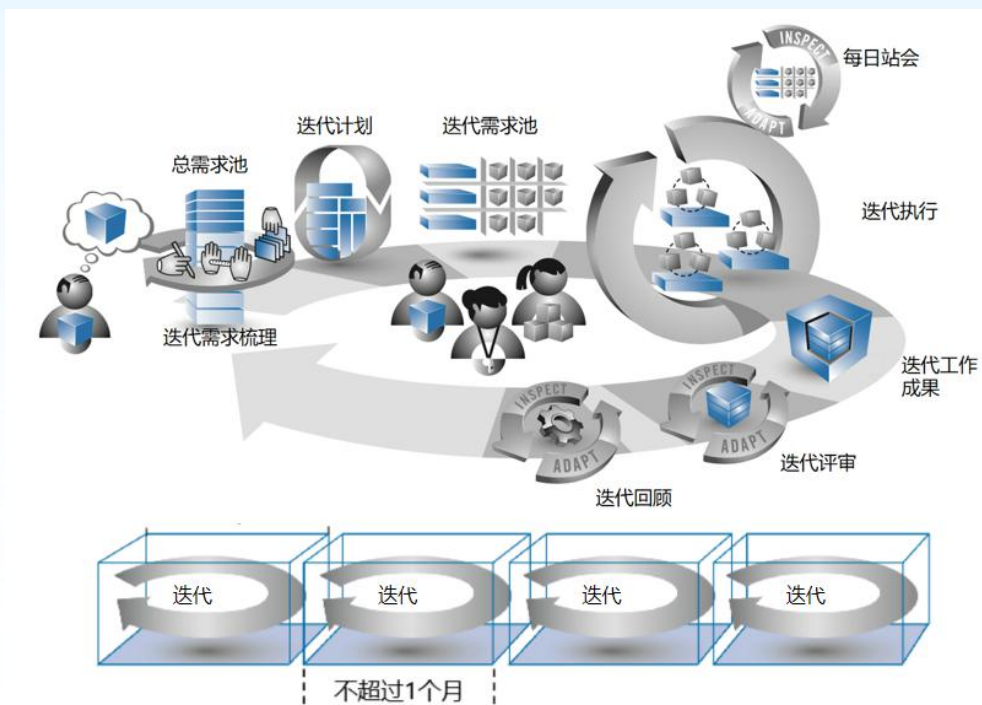 INSPECT
每日站会
ADAPT
迭代计划
迭代需求池
总需求池
迭代执行
迭代需求梳理
迭代工作
成果
INSPECT
ADAPT
迭代评审
INSPECT
ADAPT
迭代回顾
迭代
迭代
迭代
迭代
不超过1个月